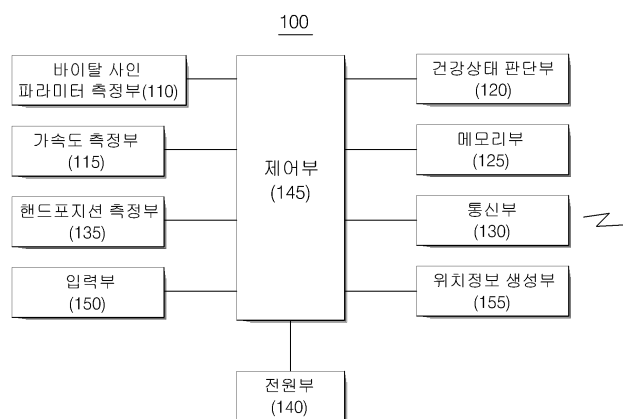 100
바이탈 사인
파라미터 측정부(110)
가속도 측정부
(115)
핸드포지션 측정부
(135)
입력부
(150)
제어부
(145)
전원부
(140)
건강상태 판단부
(120)
메모리부
(125)
통신부
(130)
위치정보 생성부
(155)